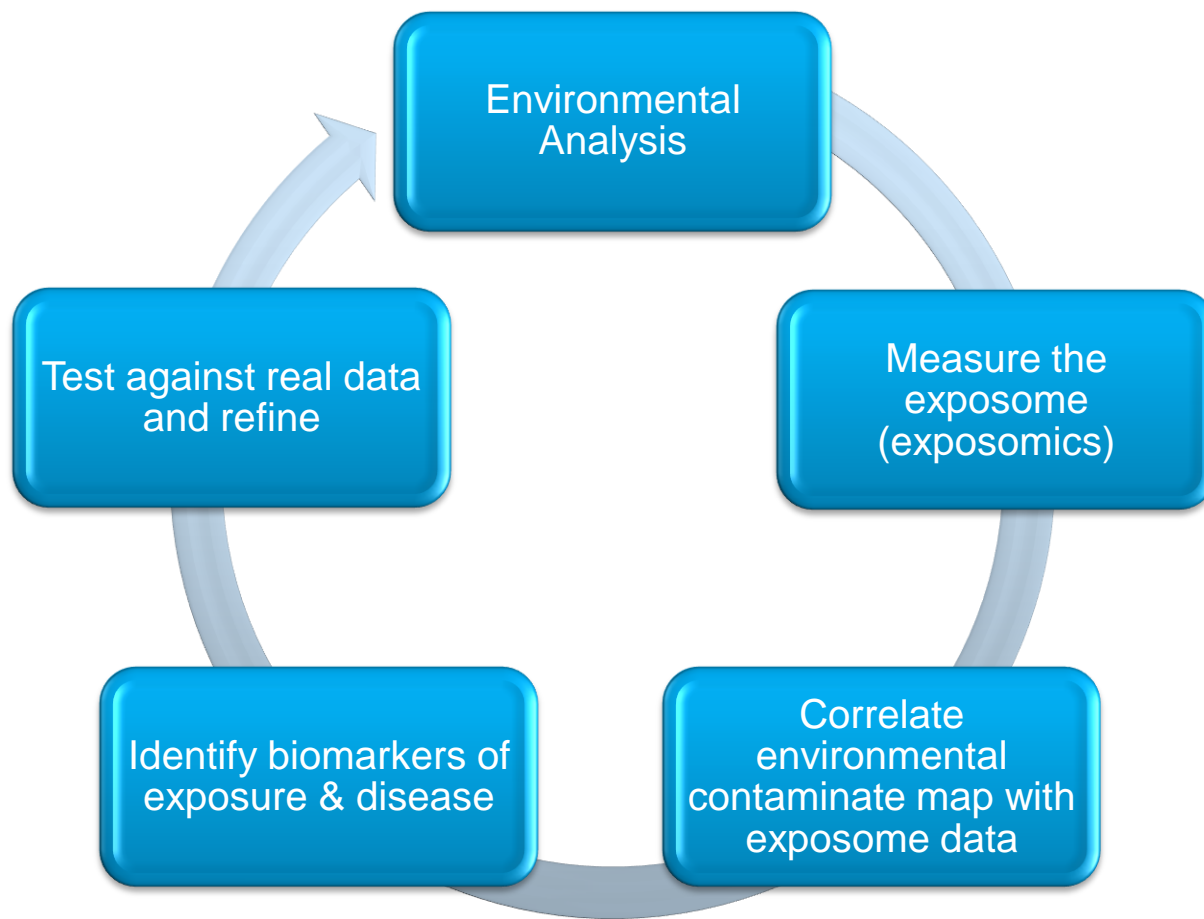 Environmental
Analysis
Measure the
exposome
(exposomics)
Correlate
environmental
contaminate map with
exposome data
Identify biomarkers of
exposure & disease
Test against real data
and refine